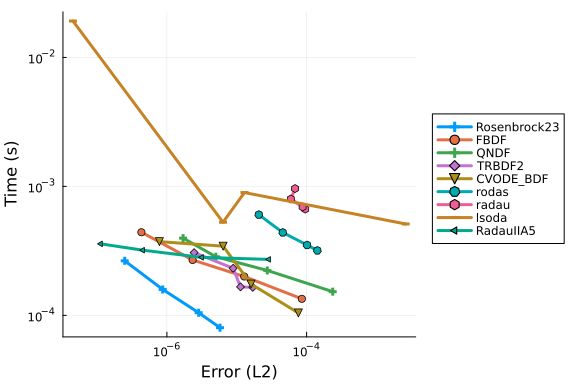 10⁻²
10⁻³
10⁻⁴
Time (s)
10⁻⁶
10⁻⁴
Error (L2)
Rosenbrock23
FBDF
QNDF
TRBDF2
CVODE_BDF
rodas
radau
lsoda
RadauIIA5